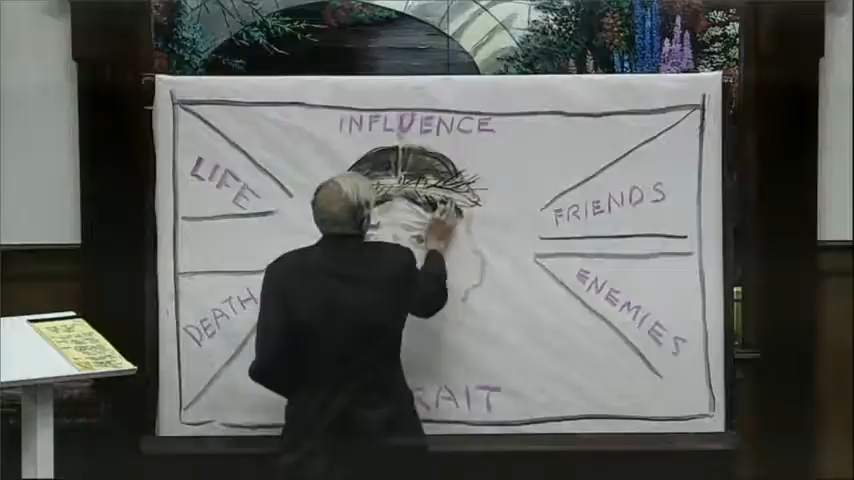 INFLUENCE
LIFE
FRIENDS
DEATH
ENEMIES
RAIT